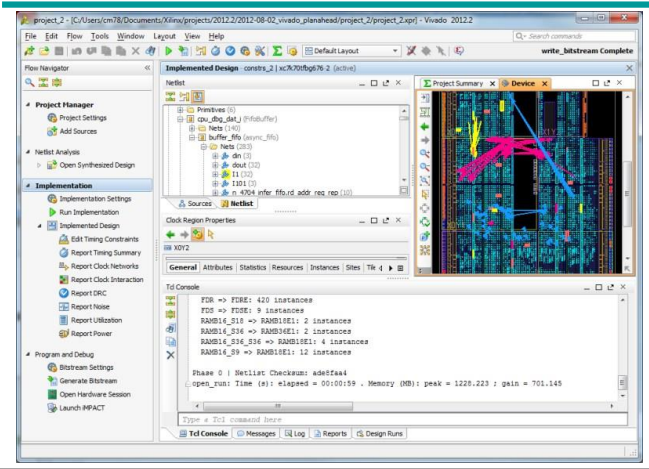 project_2 - [C:/Users/cm78/Documents/Xilinx/projects/2012.2/2012-08-02_vivado_planahead/project_2/project_2.xpr] - Vivado 2012.2
File Edit Flow Tools Window Layout View Help
Search commands
Default Layout
write_bitstream Complete
Flow Navigator
Project Manager
Project Settings
Add Sources
Netlist Analysis
Open Synthesized Design
Implementation
Implementation Settings
Run Implementation
Implemented Design
Edit Timing Constraints
Report Timing Summary
Report Clock Networks
Report Clock Interaction
Report DRC
Report Noise
Report Utilization
Report Power
Program and Debug
Bitstream Settings
Generate Bitstream
Open Hardware Session
Launch iMPACT
Implemented Design - constrs_2 | xc7k70tfbg676-2 (active)
Netlist
Primitives (6)
cpu_dbg_dat_i (FifoBuffer)
Nets (140)
buffer_fifo (async_fifo)
Nets (283)
din (3)
dout (32)
I1 (32)
I101 (3)
n_4704_infer_fifo.rd_addr_req_rep (10)
Sources Netlist
Clock Region Properties
X0Y2
General Attributes Statistics Resources Instances Sites
Project Summary Device
Tcl Console
FDR => FDRE: 420 instances
FDS => FDSE: 9 instances
RAMB16_S18 => RAMB18E1: 2 instances
RAMB16_S36 => RAMB36E1: 2 instances
RAMB16_S36_S36 => RAMB18E1: 4 instances
RAMB16_S9 => RAMB18E1: 12 instances
Phase 0 | Netlist Checksum: ade8faa4
open_run: Time (s): elapsed = 00:00:59 . Memory (MB): peak = 1228.223 ; gain = 701.145
Type a Tcl command here
Tcl Console Messages Log Reports Design Runs